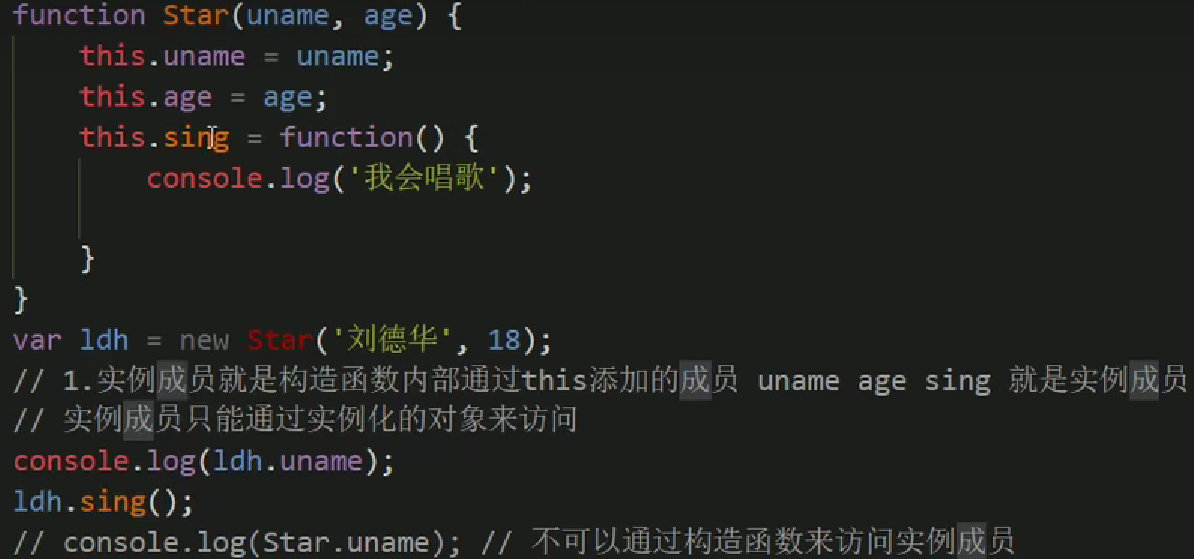 function Star(uname, age) {
    this.uname = uname;
    this.age = age;
    this.sing = function() {
        console.log('我会唱歌');
    }
}
var ldh = new Star('刘德华', 18);
// 1.实例成员就是构造函数内部通过this添加的成员 uname age sing 就是实例成员
// 实例成员只能通过实例化的对象来访问
console.log(ldh.uname);
ldh.sing();
// console.log(Star.uname); // 不可以通过构造函数来访问实例成员